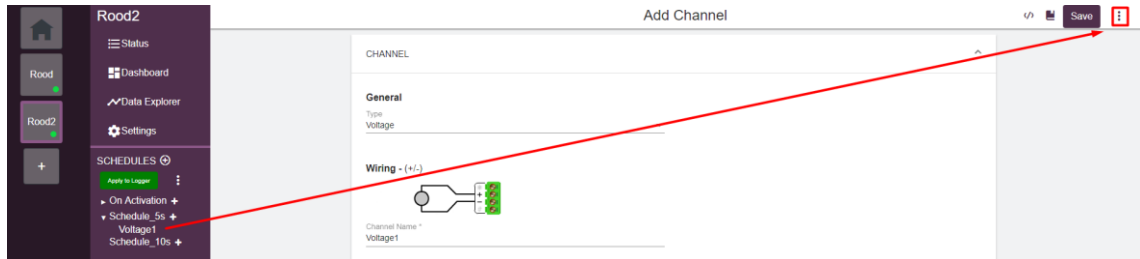 Rood2
Add Channel
Save
Status
CHANNEL
Rood
Dashboard
General
Data Explorer
Type
Voltage
Rood2
Settings
SCHEDULES
Wiring - (+/-)
+
Apply to Logger
On Activation +
Schedule_5s +
Channel Name *
Voltage1
Voltage1
Schedule_10s +